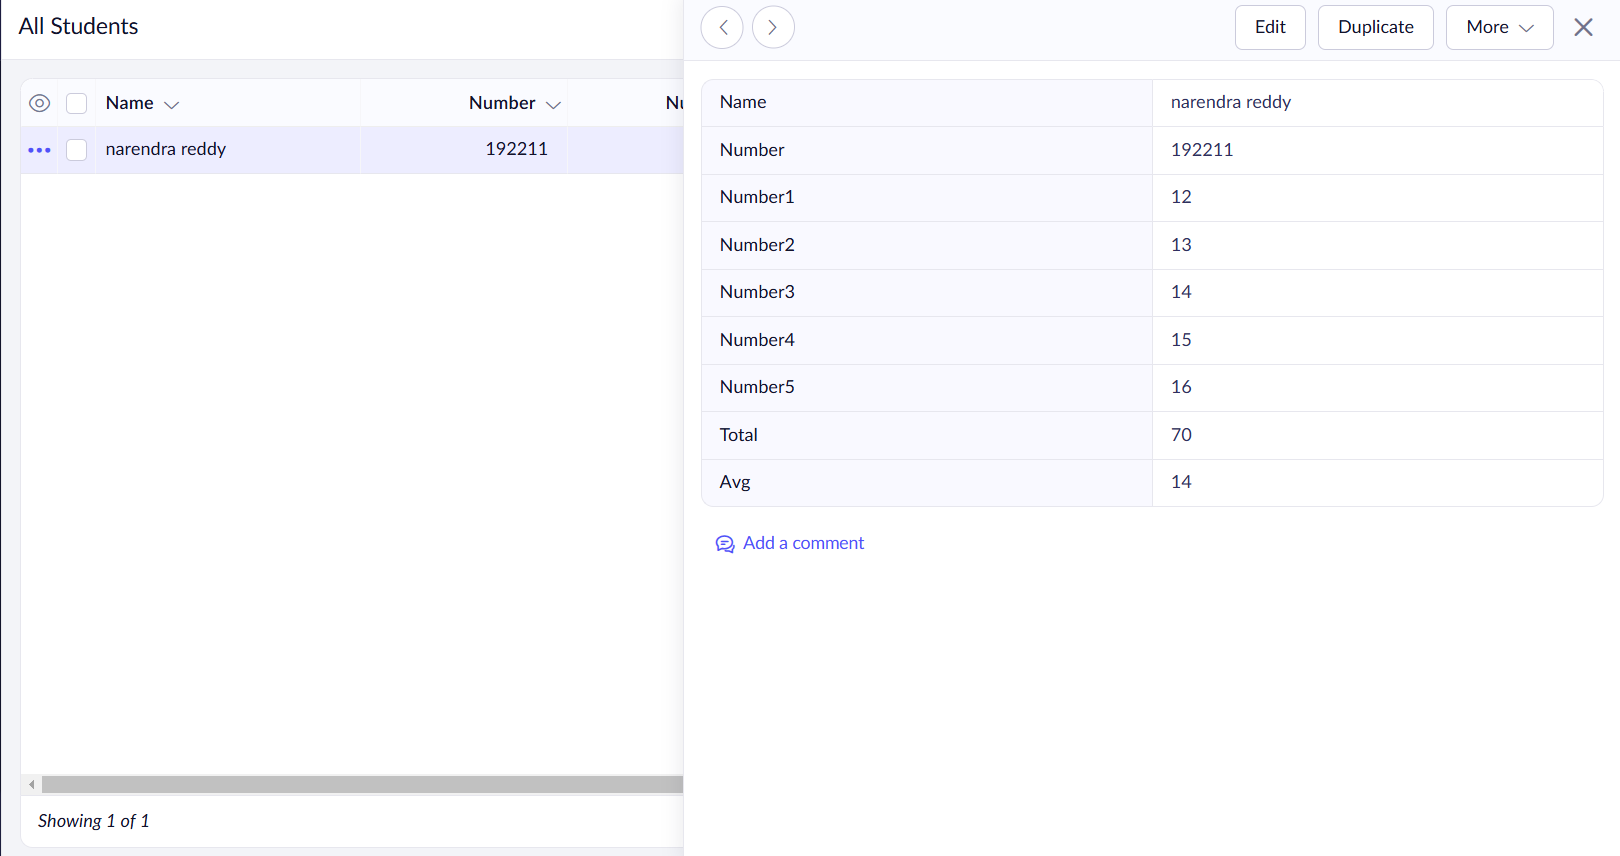 All Students
Edit
Duplicate
More
Name
Number
narendra reddy
192211
Name narendra reddy
Number 192211
Number1 12
Number2 13
Number3 14
Number4 15
Number5 16
Total 70
Avg 14
Add a comment
Showing 1 of 1